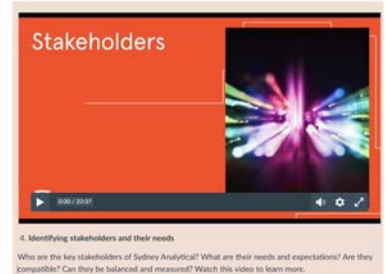 Stakeholders
0:00 / 20:37
4. Identifying stakeholders and their needs
Who are the key stakeholders of Sydney Analytical? What are their needs and expectations? Are they
compatible? Can they be balanced and measured? Watch this video to learn more.